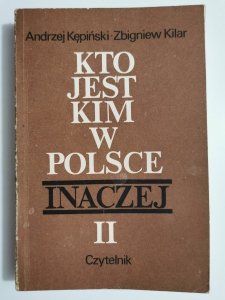 Andrzej Kępiński · Zbigniew Kilar
KTO
JEST
KIM
W
POLSCE
INACZEJ
II
Czytelnik